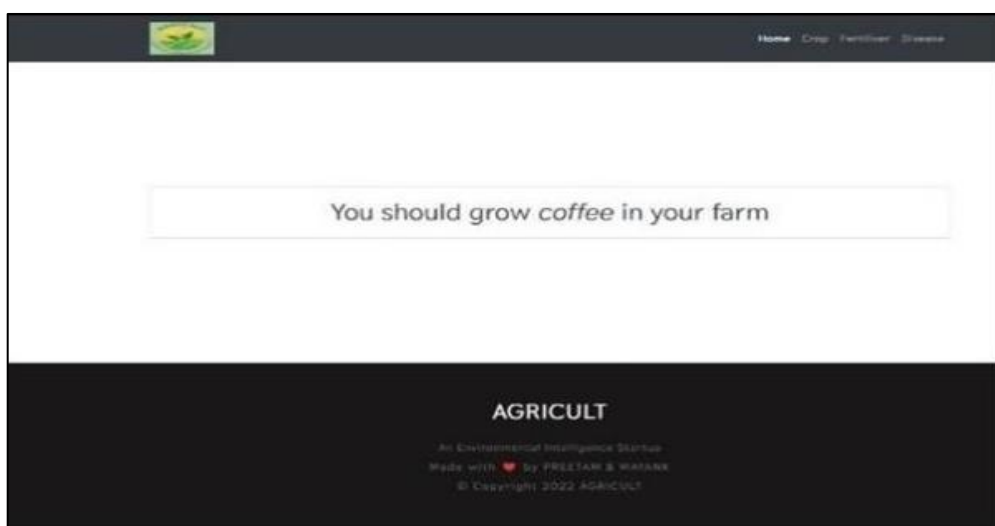 Home Crop Fertilizer Disease
You should grow coffee in your farm
AGRICULT
An Environmental Intelligence Startup
Made with ❤ by PREETAM & MAYANK
© Copyright 2022 AGRICULT